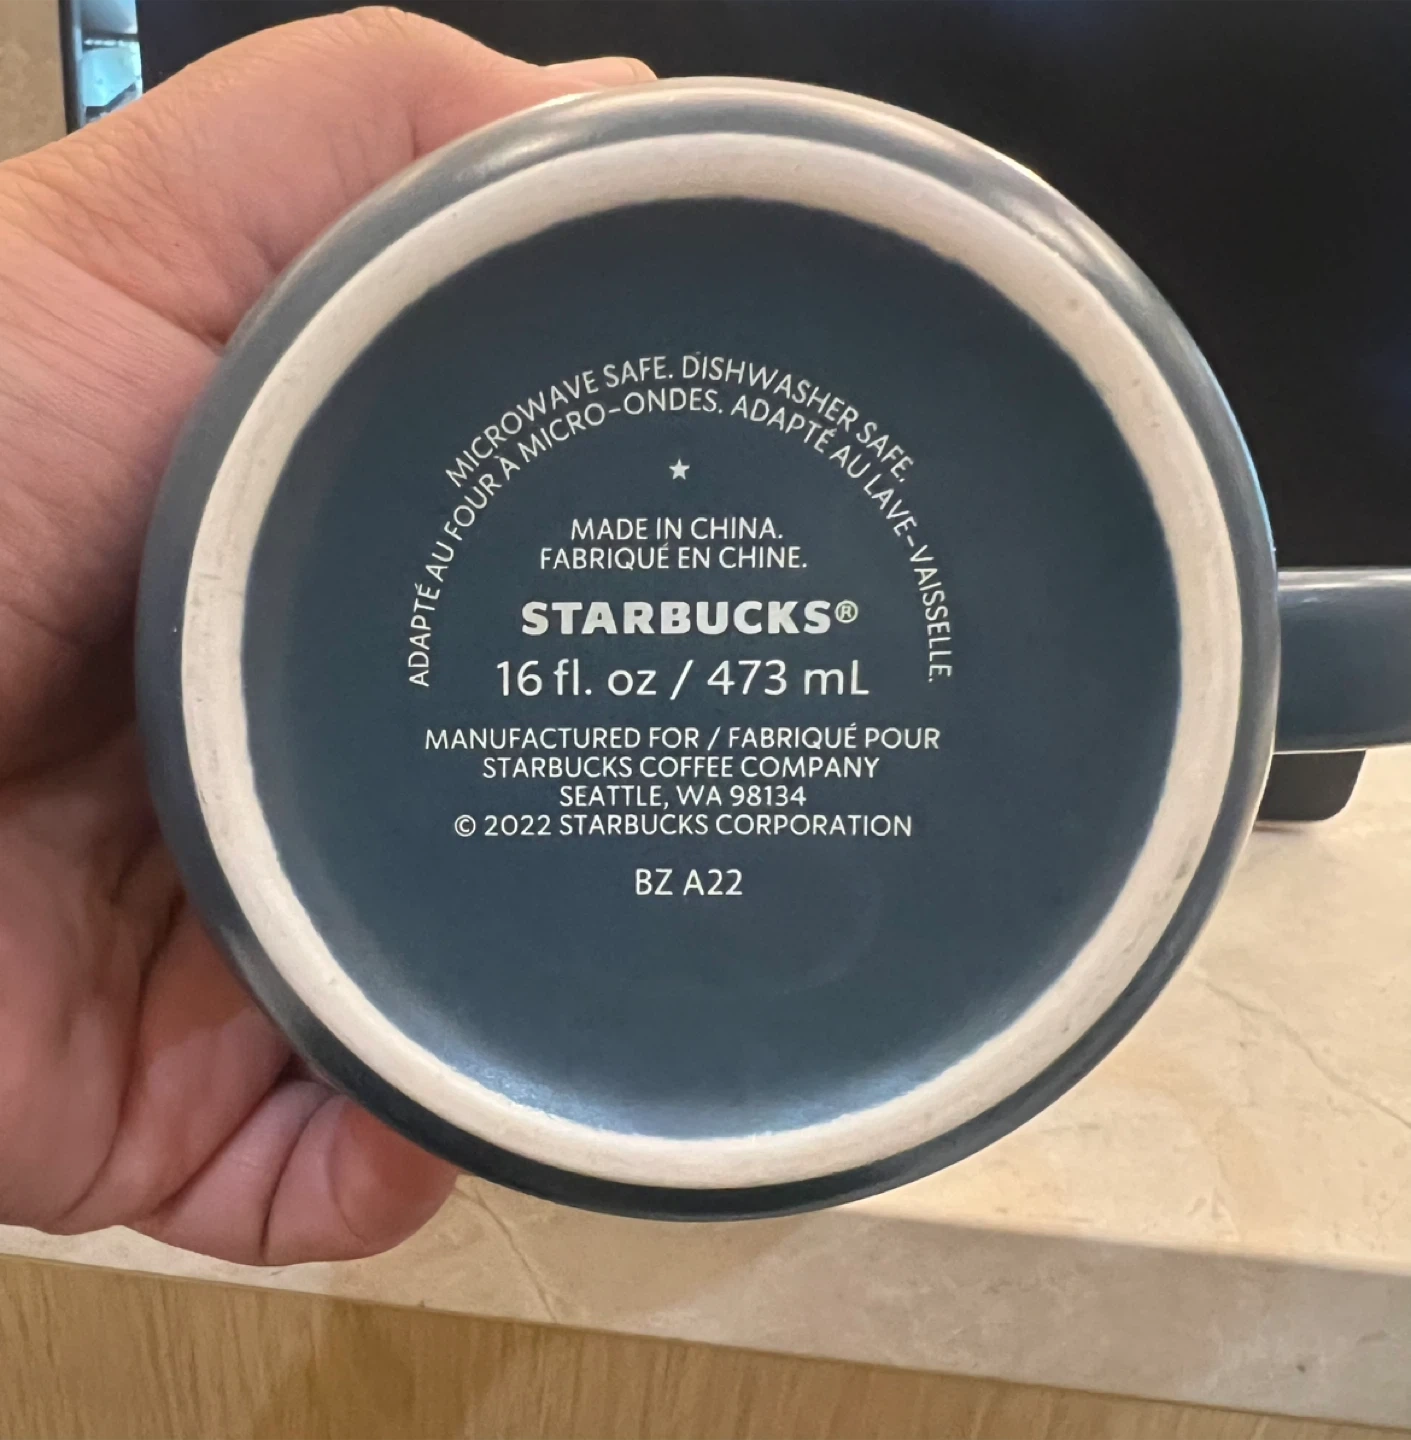 MICROWAVE SAFE. DISHWASHER SAFE.
ADAPTÉ AU FOUR À MICRO-ONDES. ADAPTÉ AU LAVE-VAISSELLE.
MADE IN CHINA.
FABRIQUÉ EN CHINE.
STARBUCKS®
16 fl. oz / 473 mL
MANUFACTURED FOR / FABRIQUÉ POUR
STARBUCKS COFFEE COMPANY
SEATTLE, WA 98134
© 2022 STARBUCKS CORPORATION
BZ A22